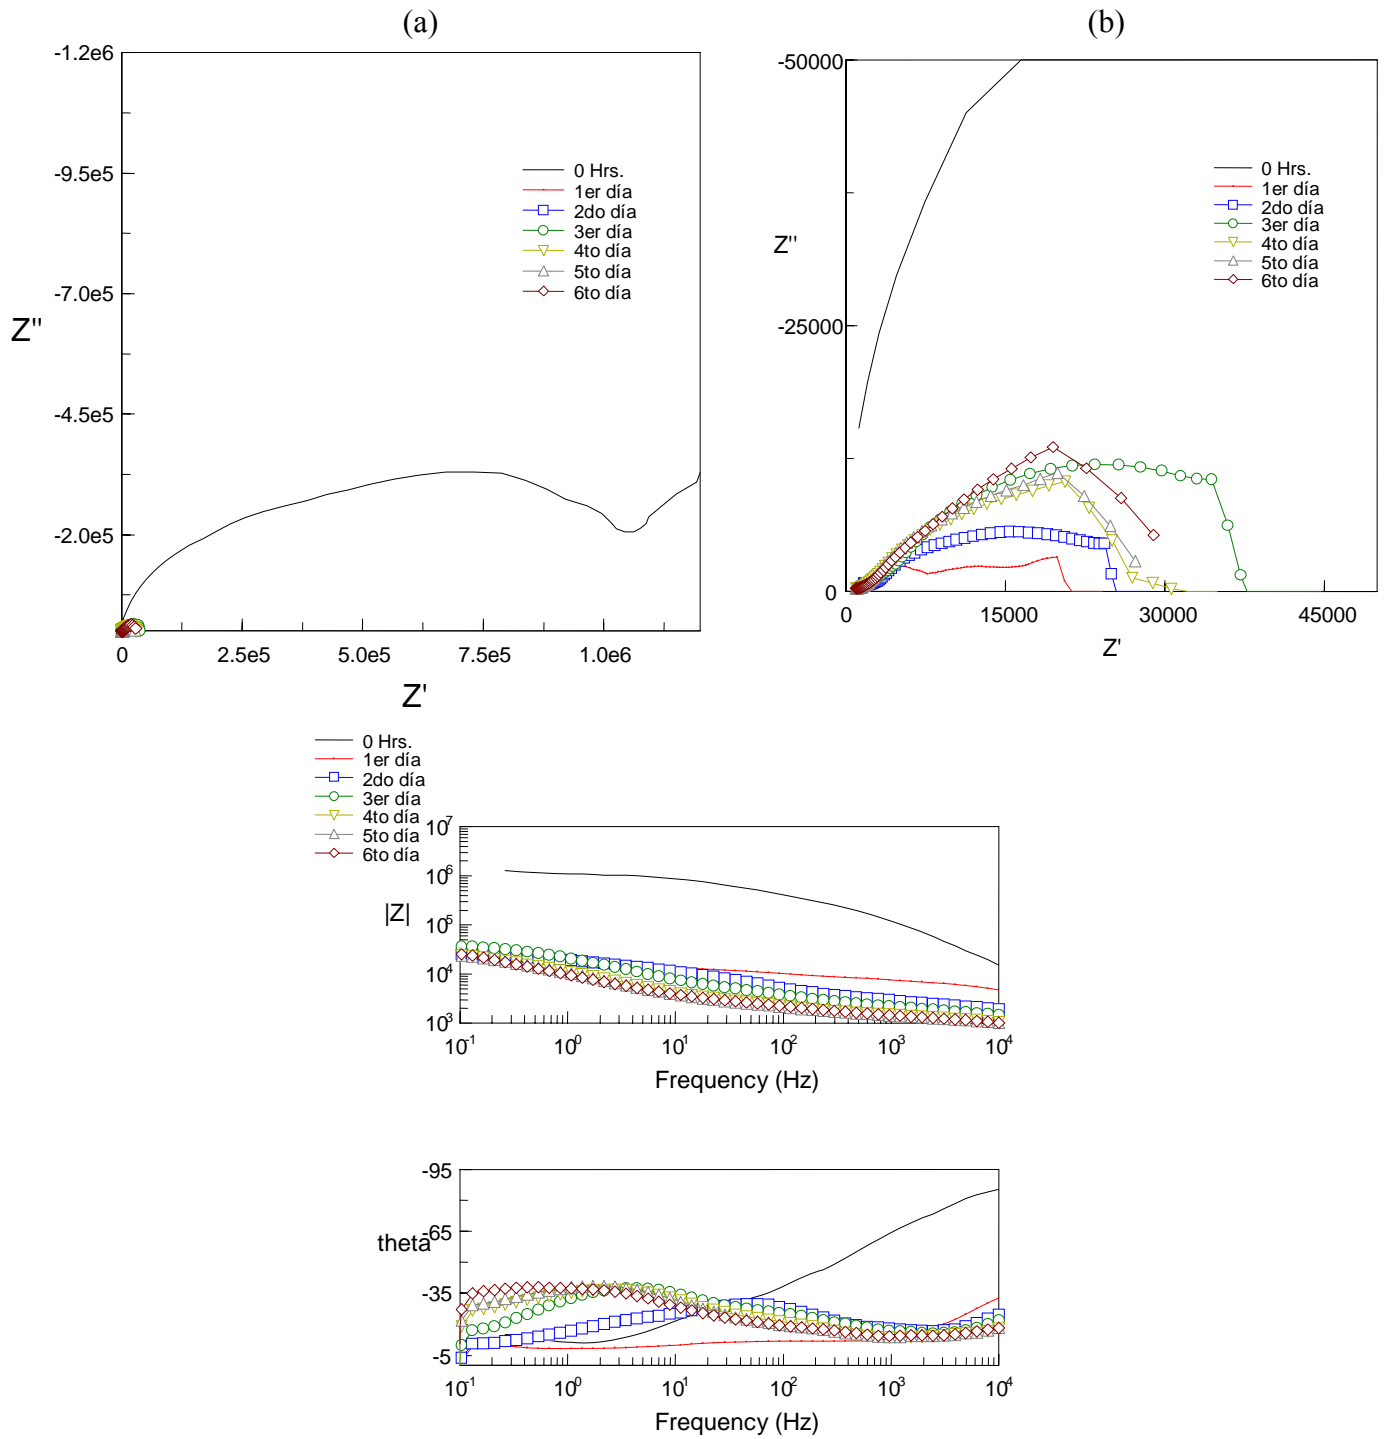 (a) (b)
-1.2e6
-9.5e5
-7.0e5
-4.5e5
-2.0e5
Z''
0 2.5e5 5.0e5 7.5e5 1.0e6
Z'
0 Hrs.
1er día
2do día
3er día
4to día
5to día
6to día
-50000
-25000
0
Z''
0 15000 30000 45000
Z'
0 Hrs.
1er día
2do día
3er día
4to día
5to día
6to día
0 Hrs.
1er día
2do día
3er día
4to día
5to día
6to día
10^7
10^6
10^5
10^4
10^3
|Z|
10^-1 10^0 10^1 10^2 10^3 10^4
Frequency (Hz)
-95
-65
-35
-5
theta
10^-1 10^0 10^1 10^2 10^3 10^4
Frequency (Hz)